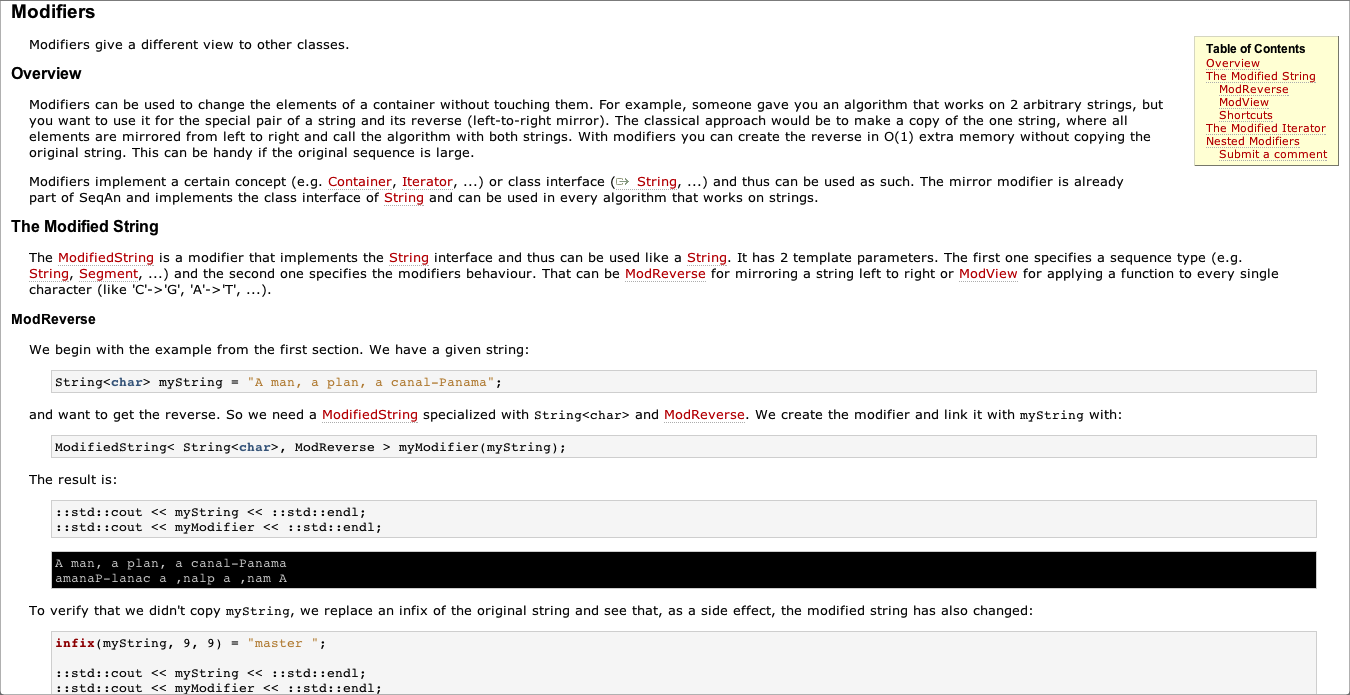 Modifiers
Modifiers give a different view to other classes.
Table of Contents
Overview
The Modified String
ModReverse
ModView
Shortcuts
The Modified Iterator
Nested Modifiers
Submit a comment
Overview
Modifiers can be used to change the elements of a container without touching them. For example, someone gave you an algorithm that works on 2 arbitrary strings, but
you want to use it for the special pair of a string and its reverse (left-to-right mirror). The classical approach would be to make a copy of the one string, where all
elements are mirrored from left to right and call the algorithm with both strings. With modifiers you can create the reverse in O(1) extra memory without copying the
original string. This can be handy if the original sequence is large.
Modifiers implement a certain concept (e.g. Container, Iterator, ...) or class interface (⇨ String, ...) and thus can be used as such. The mirror modifier is already
part of SeqAn and implements the class interface of String and can be used in every algorithm that works on strings.
The Modified String
The ModifiedString is a modifier that implements the String interface and thus can be used like a String. It has 2 template parameters. The first one specifies a sequence type (e.g.
String, Segment, ...) and the second one specifies the modifiers behaviour. That can be ModReverse for mirroring a string left to right or ModView for applying a function to every single
character (like 'C'->'G', 'A'->'T', ...).
ModReverse
We begin with the example from the first section. We have a given string:
String<char> myString = "A man, a plan, a canal-Panama";
and want to get the reverse. So we need a ModifiedString specialized with String<char> and ModReverse. We create the modifier and link it with myString with:
ModifiedString< String<char>, ModReverse > myModifier(myString);
The result is:
::std::cout << myString << ::std::endl;
::std::cout << myModifier << ::std::endl;
A man, a plan, a canal-Panama
amanaP-lanac a ,nalp a ,nam A
To verify that we didn't copy myString, we replace an infix of the original string and see that, as a side effect, the modified string has also changed:
infix(myString, 9, 9) = "master ";
::std::cout << myString << ::std::endl;
::std::cout << myModifier << ::std::endl;